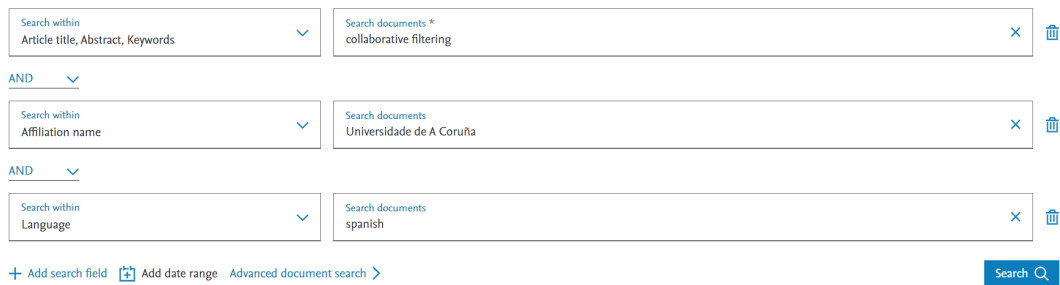 Search within
Article title, Abstract, Keywords
Search documents *
collaborative filtering
AND
Search within
Affiliation name
Search documents
Universidade de A Coruña
AND
Search within
Language
Search documents
spanish
Add search field
Add date range
Advanced document search
Search